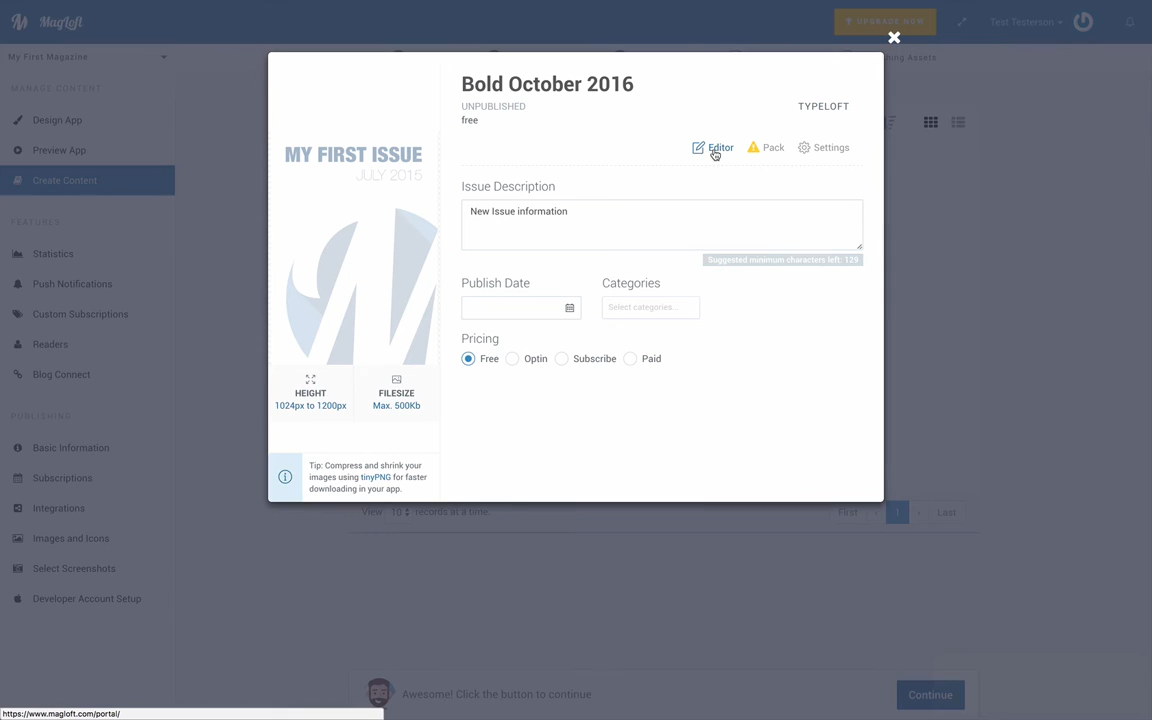 MagLoft
UPGRADE NOW
Test Testerson
My First Magazine
ing Assets
MANAGE CONTENT
Design App
Preview App
Create Content
FEATURES
Statistics
Push Notifications
Custom Subscriptions
Readers
Blog Connect
PUBLISHING
Basic Information
Subscriptions
Integrations
Images and Icons
Select Screenshots
Developer Account Setup
MY FIRST ISSUE
JULY 2015
HEIGHT
1024px to 1200px
FILESIZE
Max. 500Kb
Tip: Compress and shrink your
images using tinyPNG for faster
downloading in your app.
Bold October 2016
UNPUBLISHED
TYPELOFT
free
Editor Pack Settings
Issue Description
New Issue information
Suggested minimum characters left: 129
Publish Date
Categories
Select categories...
Pricing
Free Optin Subscribe Paid
View 10 records at a time.
First ‹ 1 › Last
Awesome! Click the button to continue
Continue
https://www.magloft.com/portal/